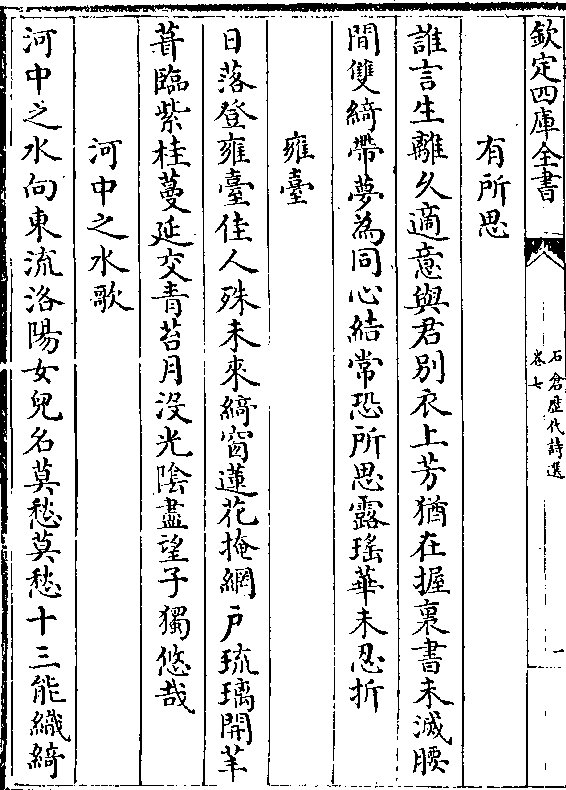 欽定四庫全書
石倉歴代詩選
卷七
一
有所思
誰言生離久適意與君別衣上芳猶在握裏書未滅腰
間雙綺帶夢為同心結常恐所思露瑤華未忍折
雍臺
日落登雍臺佳人殊未來綺窗蓮花掩網戶琉璃開苯
葺臨紫桂蔓延交青苔月沒光陰盡望子獨悠哉
河中之水歌
河中之水向東流洛陽女兒名莫愁莫愁十三能織綺